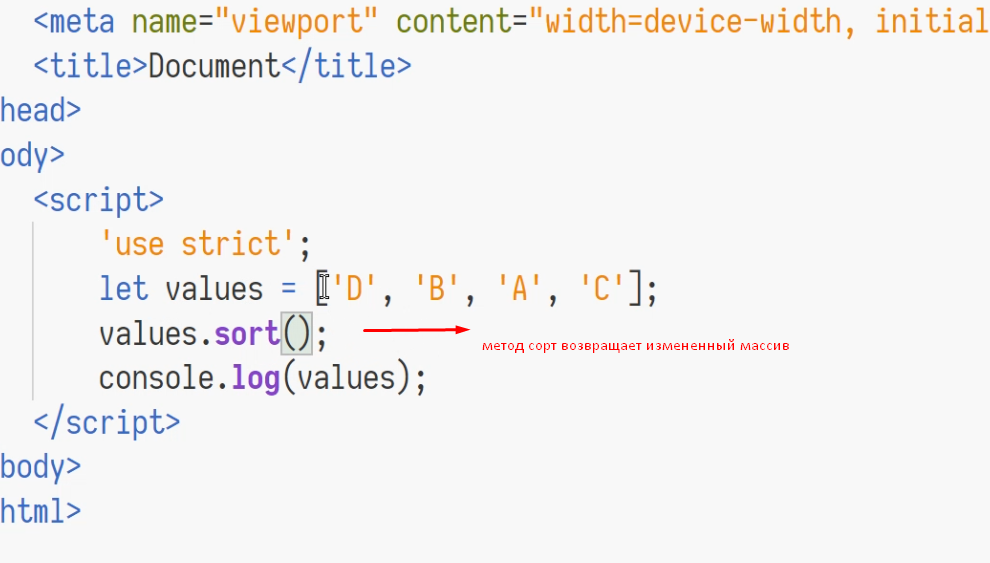 <meta name="viewport" content="width=device-width, initial
<title>Document</title>
head>
ody>
<script>
'use strict';
let values = ['D', 'B', 'A', 'C'];
values.sort();
метод сорт возвращает измененный массив
console.log(values);
</script>
body>
html>